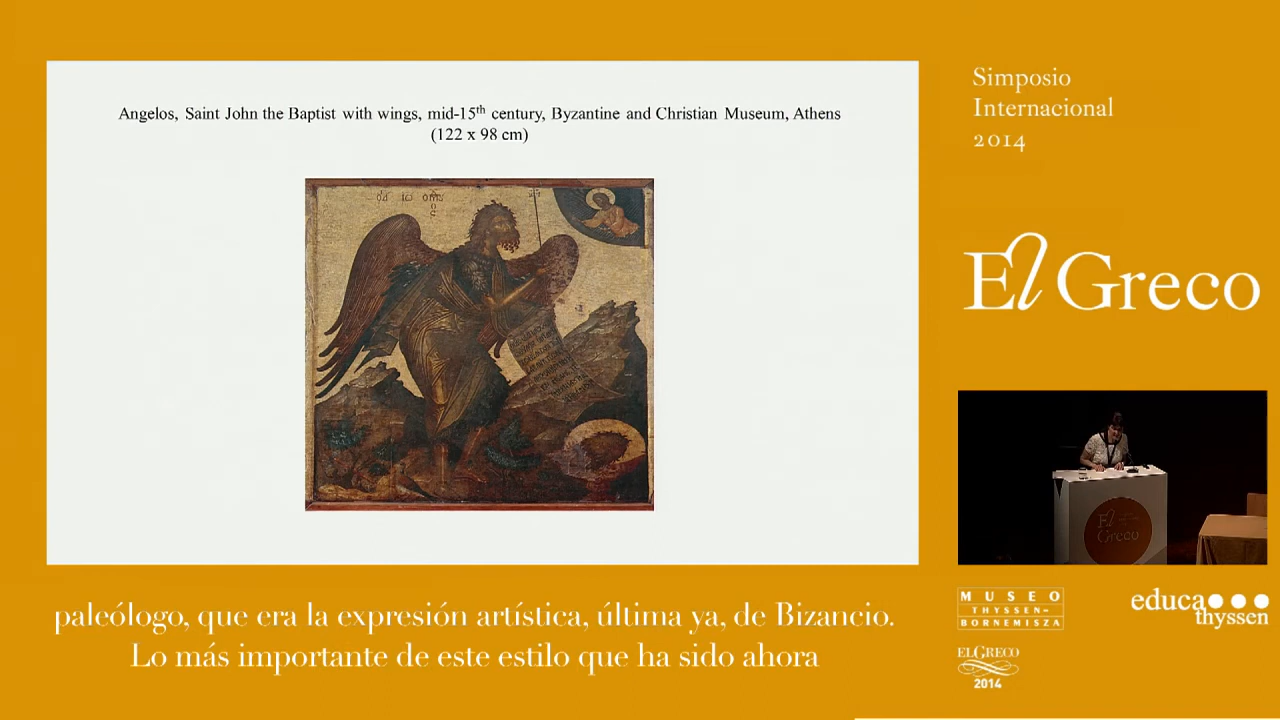 Angelos, Saint John the Baptist with wings, mid-15th century, Byzantine and Christian Museum, Athens
(122 x 98 cm)
Simposio
Internacional
2014
El Greco
El
Greco
paleólogo, que era la expresión artística, última ya, de Bizancio.
Lo más importante de este estilo que ha sido ahora
MUSEO
THYSSEN-
BORNEMISZA
educa
thyssen
ELGRECO
2014